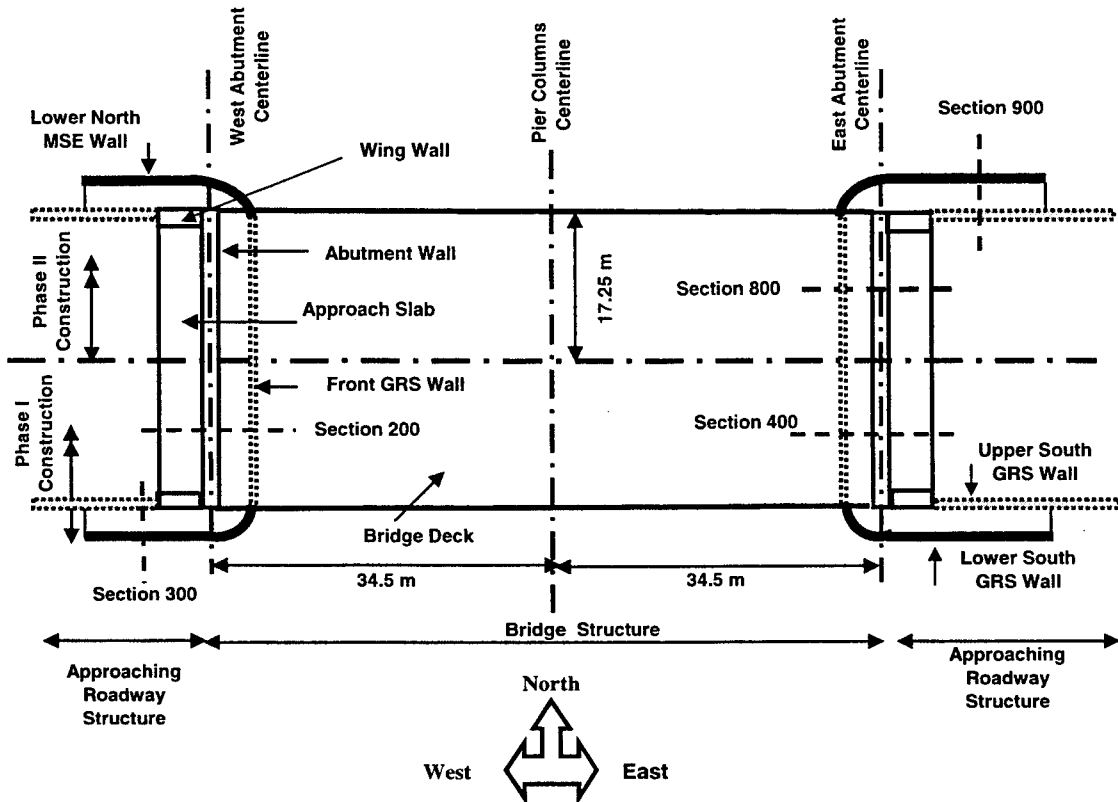 West Abutment
Centerline
Pier Columns
Centerline
East Abutment
Centerline
Lower North
MSE Wall
Section 900
Wing Wall
Phase II
Construction
Abutment Wall
17.25 m
Section 800
Approach Slab
Front GRS Wall
Phase I
Construction
Section 200
Section 400
Upper South
GRS Wall
Bridge Deck
34.5 m
34.5 m
Lower South
GRS Wall
Section 300
Bridge Structure
Approaching
Roadway
Structure
Approaching
Roadway
Structure
North
West
East